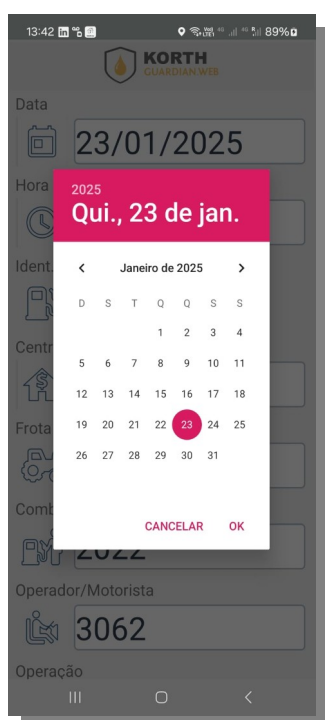 13:42 89%
KORTH
GUARDIAN.WEB
Data
23/01/2025
Hora
2025
Qui., 23 de jan.
Ident.
Janeiro de 2025
D S T Q Q S S
1 2 3 4
5 6 7 8 9 10 11
12 13 14 15 16 17 18
19 20 21 22 23 24 25
26 27 28 29 30 31
Centr
Frota
Comb
CANCELAR OK
2022
Operador/Motorista
3062
Operação